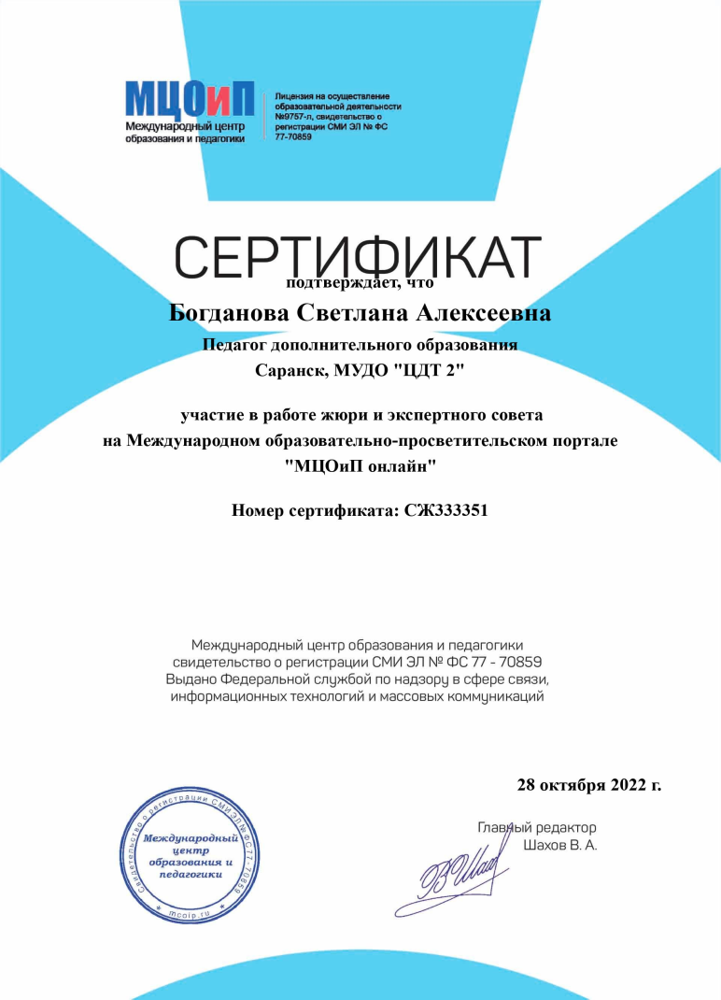 МЦОиП
Международный центр
образования и педагогики
Лицензия на осуществление
образовательной деятельности
№9757-л, свидетельство о
регистрации СМИ ЭЛ № ФС
77-70859
СЕРТИФИКАТ
подтверждает, что
Богданова Светлана Алексеевна
Педагог дополнительного образования
Саранск, МУДО "ЦДТ 2"
участие в работе жюри и экспертного совета
на Международном образовательно-просветительском портале
"МЦОиП онлайн"
Номер сертификата: СЖ333351
Международный центр образования и педагогики
свидетельство о регистрации СМИ ЭЛ № ФС 77 - 70859
Выдано Федеральной службой по надзору в сфере связи,
информационных технологий и массовых коммуникаций
28 октября 2022 г.
Главный редактор
Шахов В. А.
Свидетельство о регистрации СМИ ЭЛ № ФС77-70859
Международный
центр
образования и
педагогики
* mcoip.ru *